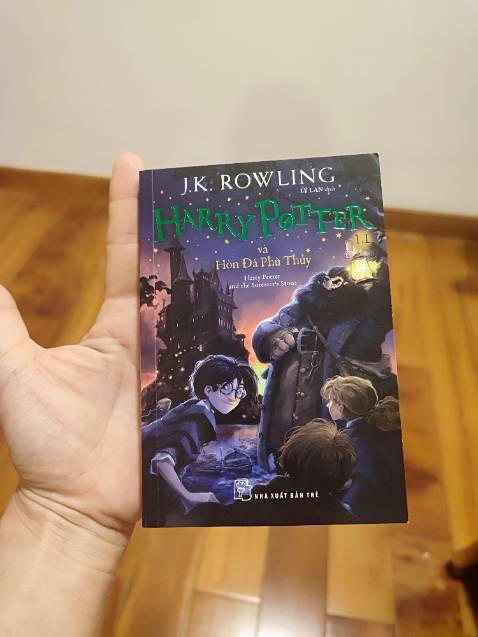 J.K. ROWLING
LÝ LAN dịch
HARRY POTTER
1.1
và
Hòn Đá Phù Thủy
Harry Potter
and the Sorcerer's Stone
NHÀ XUẤT BẢN TRẺ